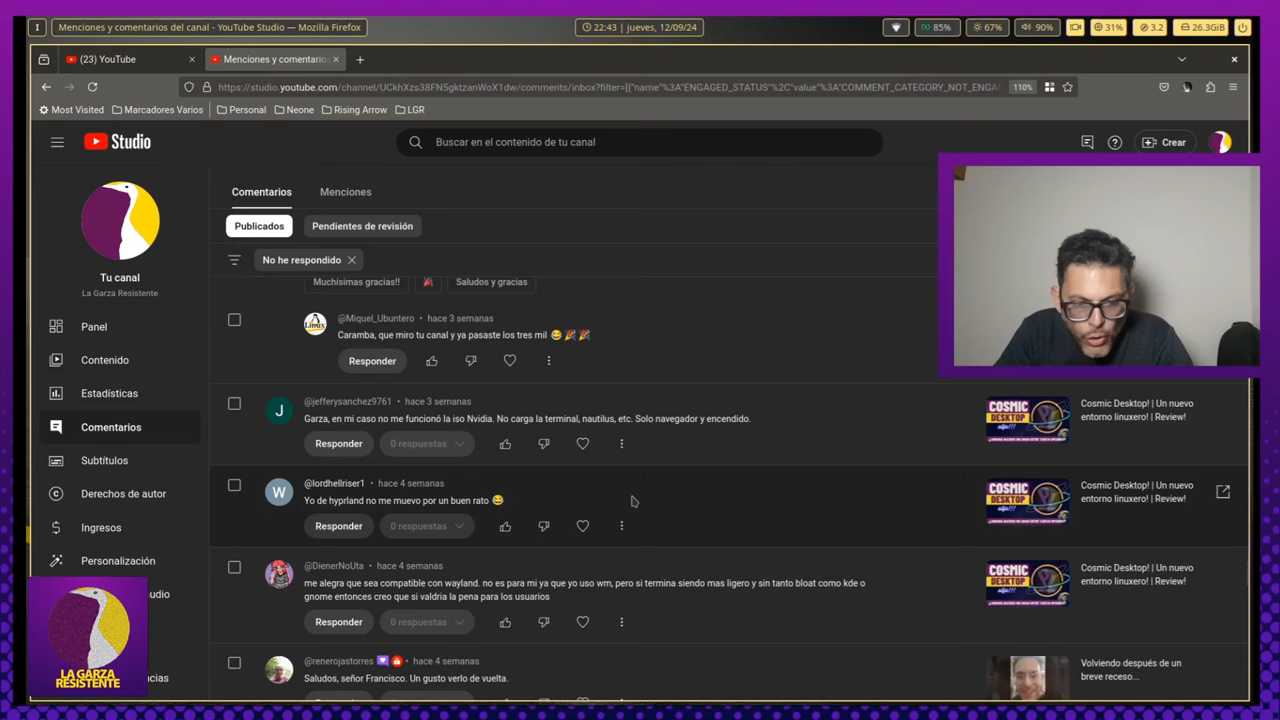 I
Menciones y comentarios del canal - YouTube Studio — Mozilla Firefox
22:43 | jueves, 12/09/24
85%
67%
90%
31%
3.2
26.3GiB
(23) YouTube
Menciones y comentario
https://studio.youtube.com/channel/UCkhXzs38FN5gktzanWoX1dw/comments/inbox?filter=[{"name"%3A"ENGAGED_STATUS"%2C"value"%3A"COMMENT_CATEGORY_NOT_ENGA
110%
Most Visited
Marcadores Varios
Personal
Neone
Rising Arrow
LGR
Studio
Buscar en el contenido de tu canal
Crear
Tu canal
La Garza Resistente
Panel
Contenido
Estadísticas
Comentarios
Subtítulos
Derechos de autor
Ingresos
Personalización
Comentarios
Menciones
Publicados
Pendientes de revisión
No he respondido
Muchísimas gracias!!
🎉
Saludos y gracias
@Miquel_Ubuntero • hace 3 semanas
Caramba, que miro tu canal y ya pasaste los tres mil 😂🎉🎉
Responder
J
@jefferysanchez9761 • hace 3 semanas
Garza, en mi caso no me funcionó la iso Nvidia. No carga la terminal, nautilus, etc. Solo navegador y encendido.
Responder
0 respuestas
COSMIC
DESKTOP
Cosmic Desktop! | Un nuevo
entorno linuxero! | Review!
W
@lordhellriser1 • hace 4 semanas
Yo de hyprland no me muevo por un buen rato 😂
Responder
0 respuestas
COSMIC
DESKTOP
Cosmic Desktop! | Un nuevo
entorno linuxero! | Review!
@DienerNoUta • hace 4 semanas
me alegra que sea compatible con wayland. no es para mi ya que yo uso wm, pero si termina siendo mas ligero y sin tanto bloat como kde o
gnome entonces creo que si valdria la pena para los usuarios
Responder
0 respuestas
COSMIC
DESKTOP
Cosmic Desktop! | Un nuevo
entorno linuxero! | Review!
@renerojastorres • hace 4 semanas
Saludos, señor Francisco. Un gusto verlo de vuelta.
Volviendo después de un
breve receso...
LA GARZA
RESISTENTE